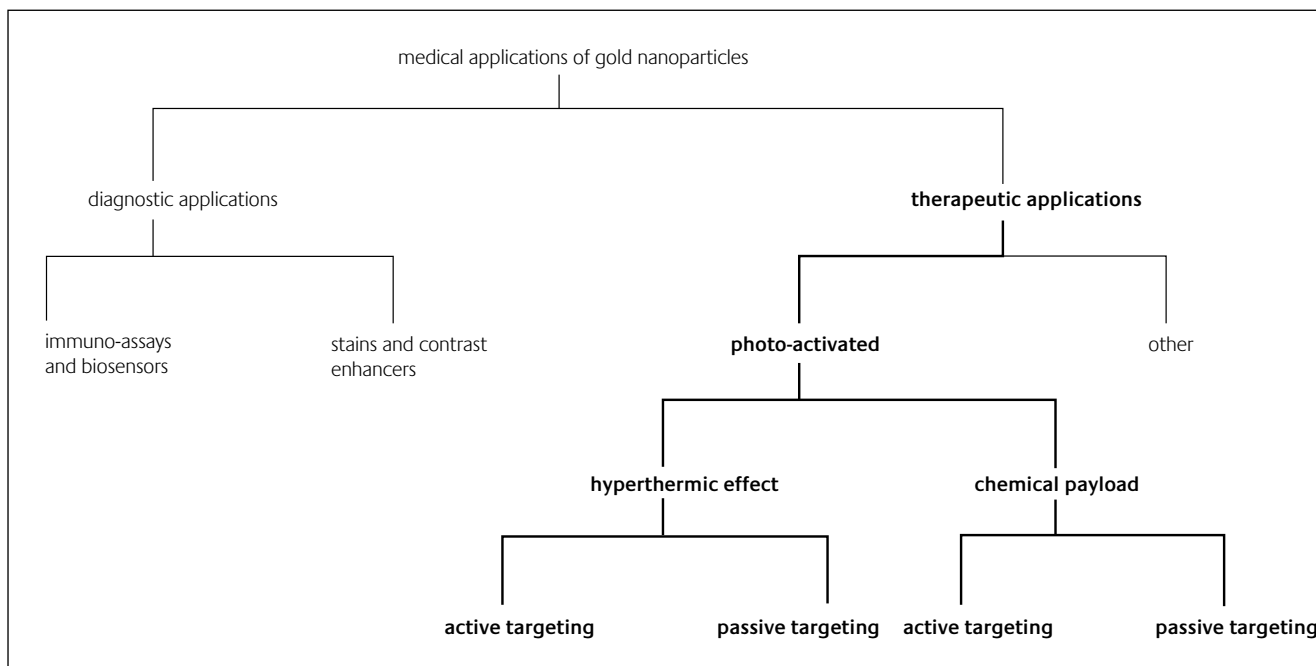 medical applications of gold nanoparticles
diagnostic applications
therapeutic applications
immuno-assays
and biosensors
stains and contrast
enhancers
photo-activated
other
hyperthermic effect
chemical payload
active targeting
passive targeting
active targeting
passive targeting